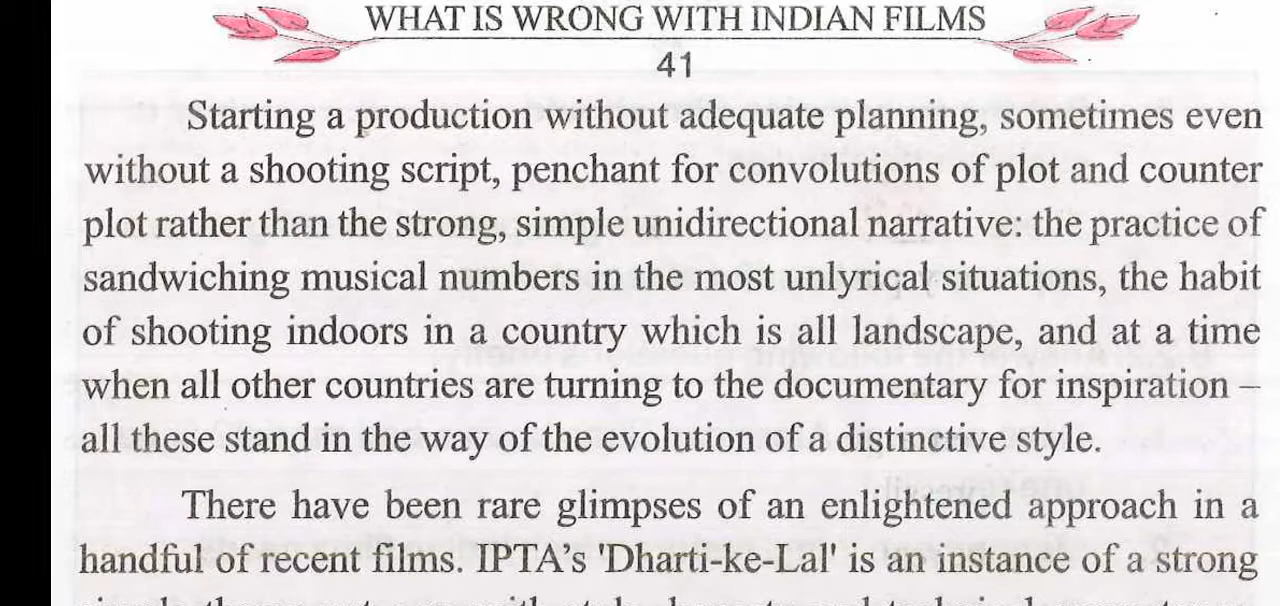 WHAT IS WRONG WITH INDIAN FILMS
41
Starting a production without adequate planning, sometimes even
without a shooting script, penchant for convolutions of plot and counter
plot rather than the strong, simple unidirectional narrative: the practice of
sandwiching musical numbers in the most unlyrical situations, the habit
of shooting indoors in a country which is all landscape, and at a time
when all other countries are turning to the documentary for inspiration –
all these stand in the way of the evolution of a distinctive style.
There have been rare glimpses of an enlightened approach in a
handful of recent films. IPTA's 'Dharti-ke-Lal' is an instance of a strong